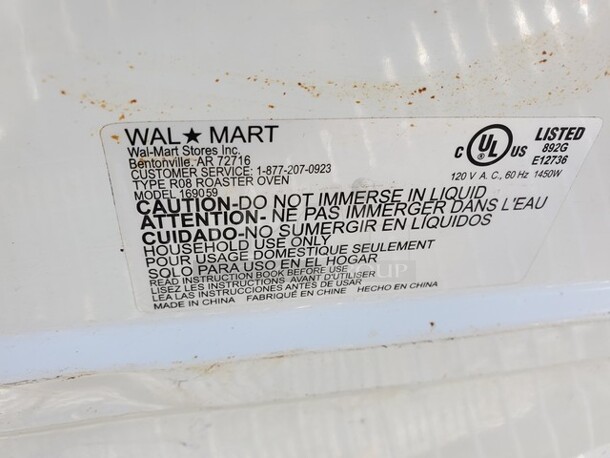 WAL★MART
Wal-Mart Stores Inc.
Bentonville, AR 72716
CUSTOMER SERVICE: 1-877-207-0923
TYPE R08 ROASTER OVEN
MODEL 169059
C UL US LISTED
892G
E12736
120 V A. C., 60 Hz 1450W
CAUTION-DO NOT IMMERSE IN LIQUID
ATTENTION- NE PAS IMMERGER DANS L'EAU
CUIDADO-NO SUMERGIR EN LÍQUIDOS
HOUSEHOLD USE ONLY
POUR USAGE DOMESTIQUE SEULEMENT
SOLO PARA USO EN EL HOGAR
READ INSTRUCTION BOOK BEFORE USE
LISEZ LES INSTRUCTIONS AVANT D'UTILISER
LEA LAS INSTRUCCIONES ANTES DE USAR
MADE IN CHINA FABRIQUÉ EN CHINE HECHO EN CHINA